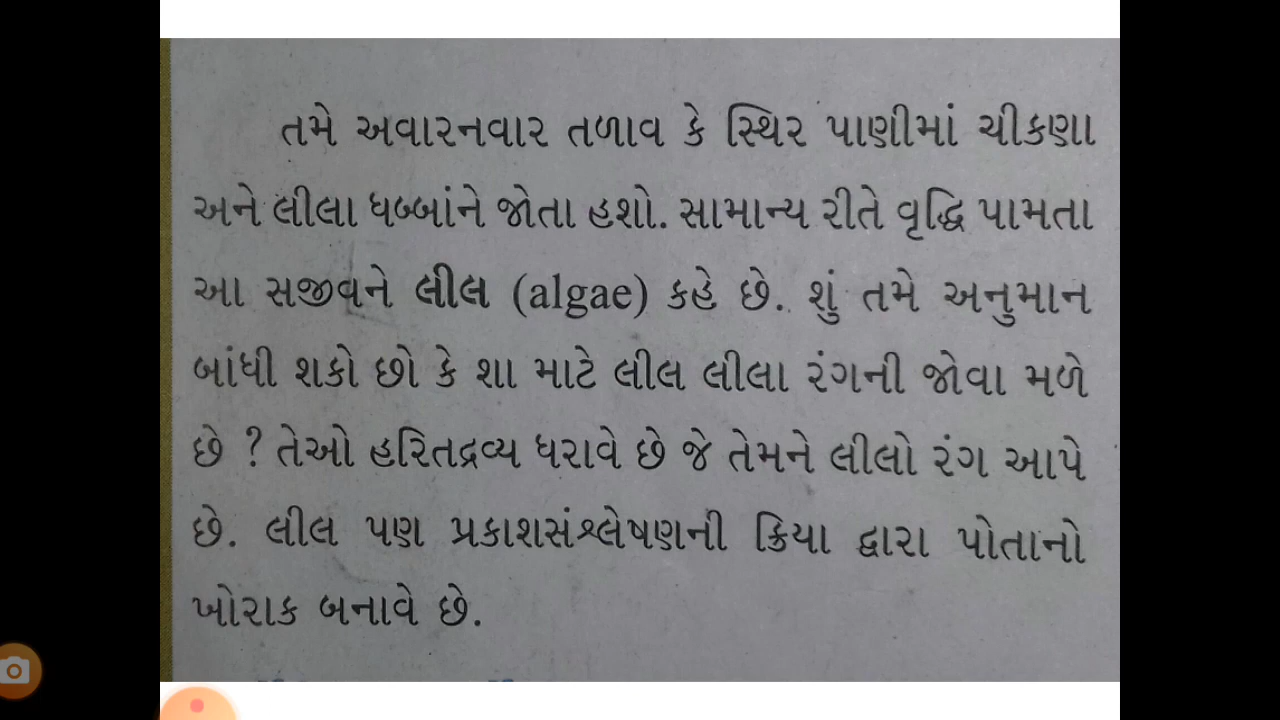 તમે અવારનવાર તળાવ કે સ્થિર પાણીમાં ચીકણા
અને લીલા ધબ્બાંને જોતા હશો. સામાન્ય રીતે વૃદ્ધિ પામતા
આ સજીવને લીલ (algae) કહે છે. શું તમે અનુમાન
બાંધી શકો છો કે શા માટે લીલ લીલા રંગની જોવા મળે
છે ? તેઓ હરિતદ્રવ્ય ધરાવે છે જે તેમને લીલો રંગ આપે
છે. લીલ પણ પ્રકાશસંશ્લેષણની ક્રિયા દ્વારા પોતાનો
ખોરાક બનાવે છે.